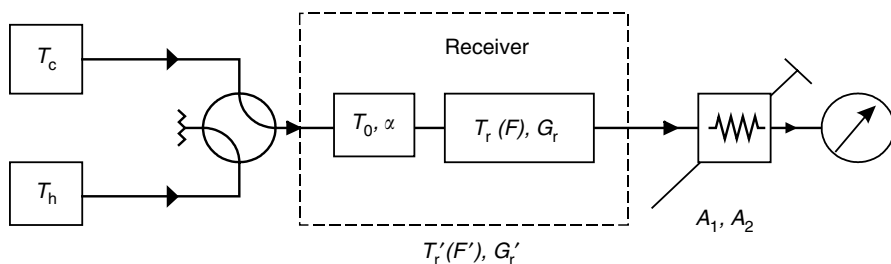 Receiver
T_c
T_0, α
T_r (F), G_r
T_h
A_1, A_2
T_r′(F′), G_r′